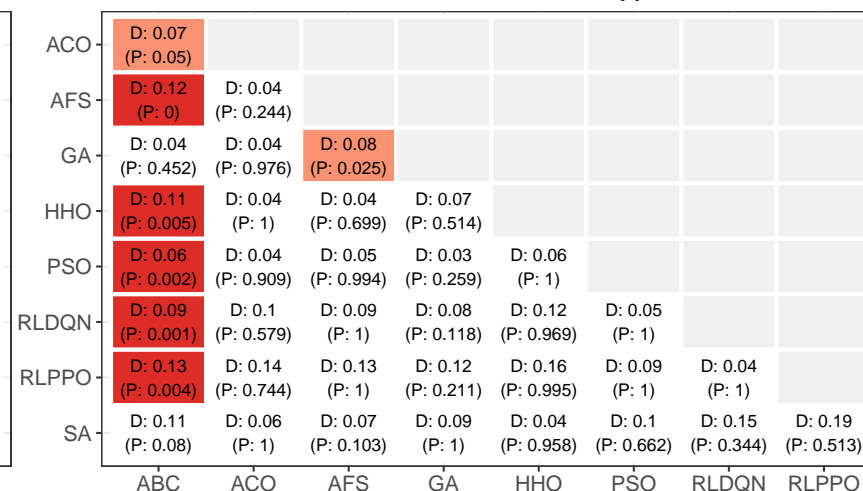 ACO
D: 0.07
(P: 0.05)
AFS
D: 0.12 D: 0.04
(P: 0) (P: 0.244)
GA
D: 0.04 D: 0.04 D: 0.08
(P: 0.452) (P: 0.976) (P: 0.025)
HHO
D: 0.11 D: 0.04 D: 0.04 D: 0.07
(P: 0.005) (P: 1) (P: 0.699) (P: 0.514)
PSO
D: 0.06 D: 0.04 D: 0.05 D: 0.03 D: 0.06
(P: 0.002) (P: 0.909) (P: 0.994) (P: 0.259) (P: 1)
RLDQN
D: 0.09 D: 0.1 D: 0.09 D: 0.08 D: 0.12 D: 0.05
(P: 0.001) (P: 0.579) (P: 1) (P: 0.118) (P: 0.969) (P: 1)
RLPPO
D: 0.13 D: 0.14 D: 0.13 D: 0.12 D: 0.16 D: 0.09 D: 0.04
(P: 0.004) (P: 0.744) (P: 1) (P: 0.211) (P: 0.995) (P: 1) (P: 1)
SA
D: 0.11 D: 0.06 D: 0.07 D: 0.09 D: 0.04 D: 0.1 D: 0.15 D: 0.19
(P: 0.08) (P: 1) (P: 0.103) (P: 1) (P: 0.958) (P: 0.662) (P: 0.344) (P: 0.513)
ABC ACO AFS GA HHO PSO RLDQN RLPPO